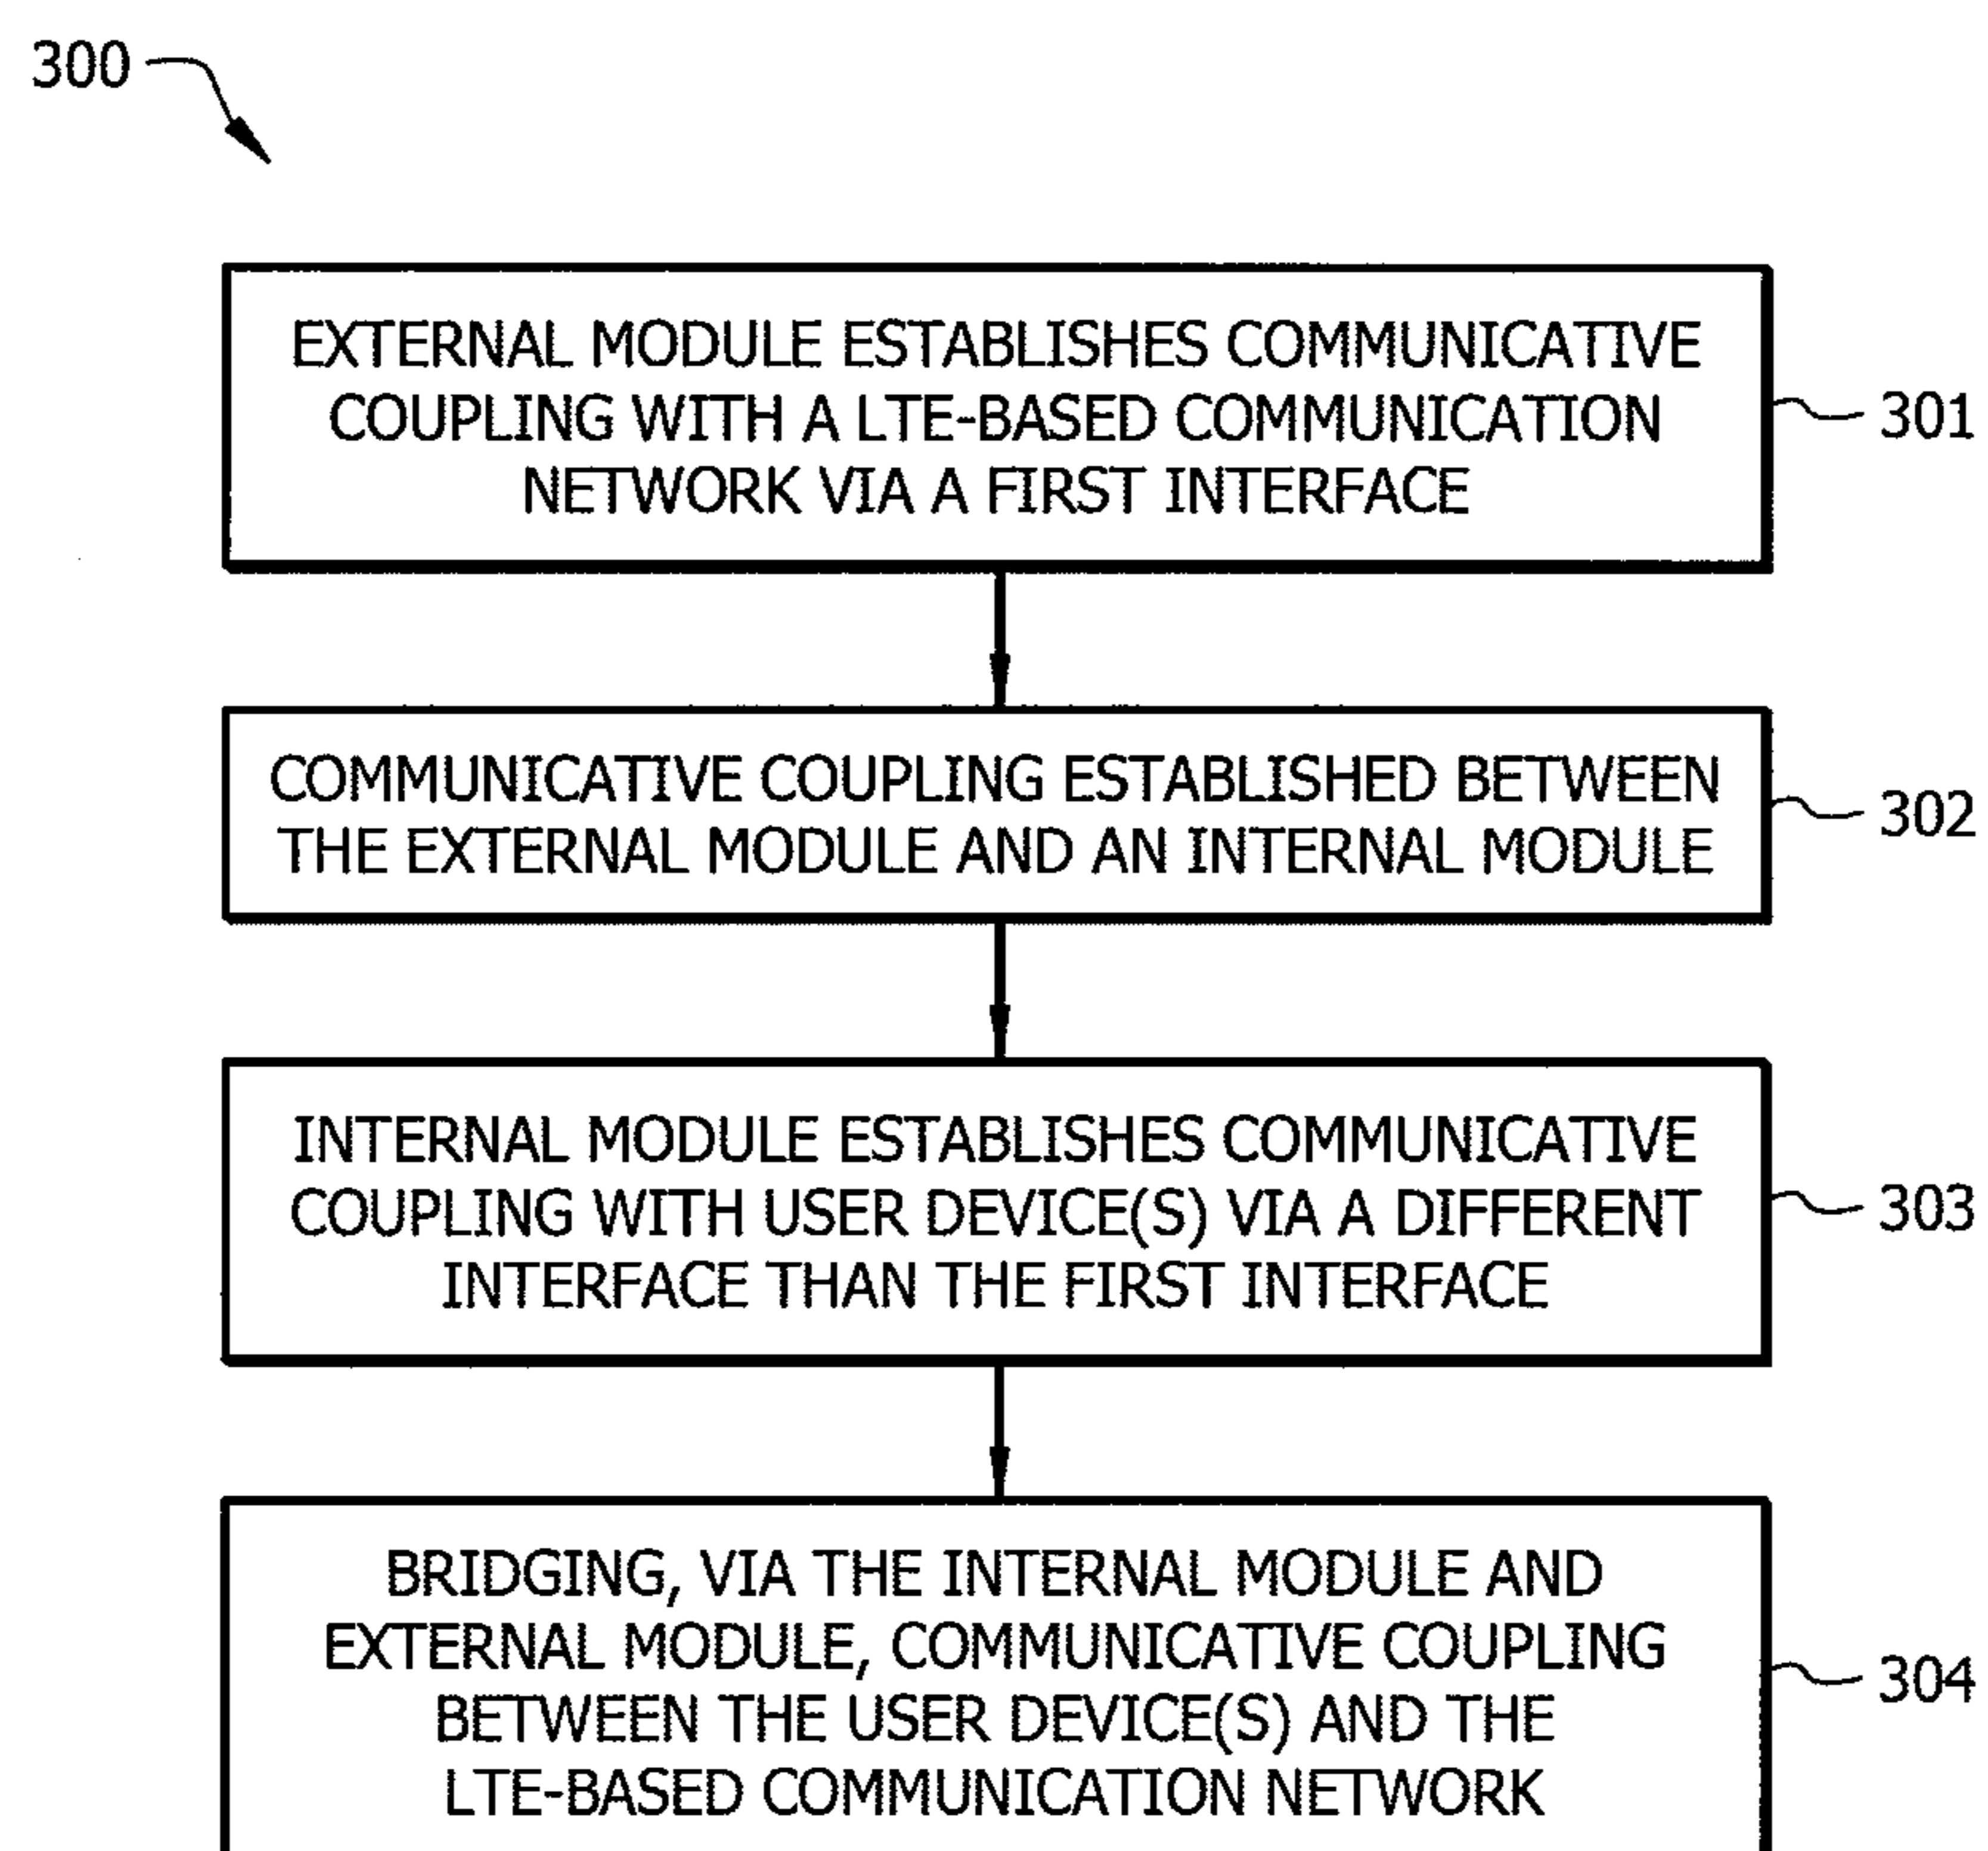 300
EXTERNAL MODULE ESTABLISHES COMMUNICATIVE
COUPLING WITH A LTE-BASED COMMUNICATION
NETWORK VIA A FIRST INTERFACE
301
COMMUNICATIVE COUPLING ESTABLISHED BETWEEN
THE EXTERNAL MODULE AND AN INTERNAL MODULE
302
INTERNAL MODULE ESTABLISHES COMMUNICATIVE
COUPLING WITH USER DEVICE(S) VIA A DIFFERENT
INTERFACE THAN THE FIRST INTERFACE
303
BRIDGING, VIA THE INTERNAL MODULE AND
EXTERNAL MODULE, COMMUNICATIVE COUPLING
BETWEEN THE USER DEVICE(S) AND THE
LTE-BASED COMMUNICATION NETWORK
304